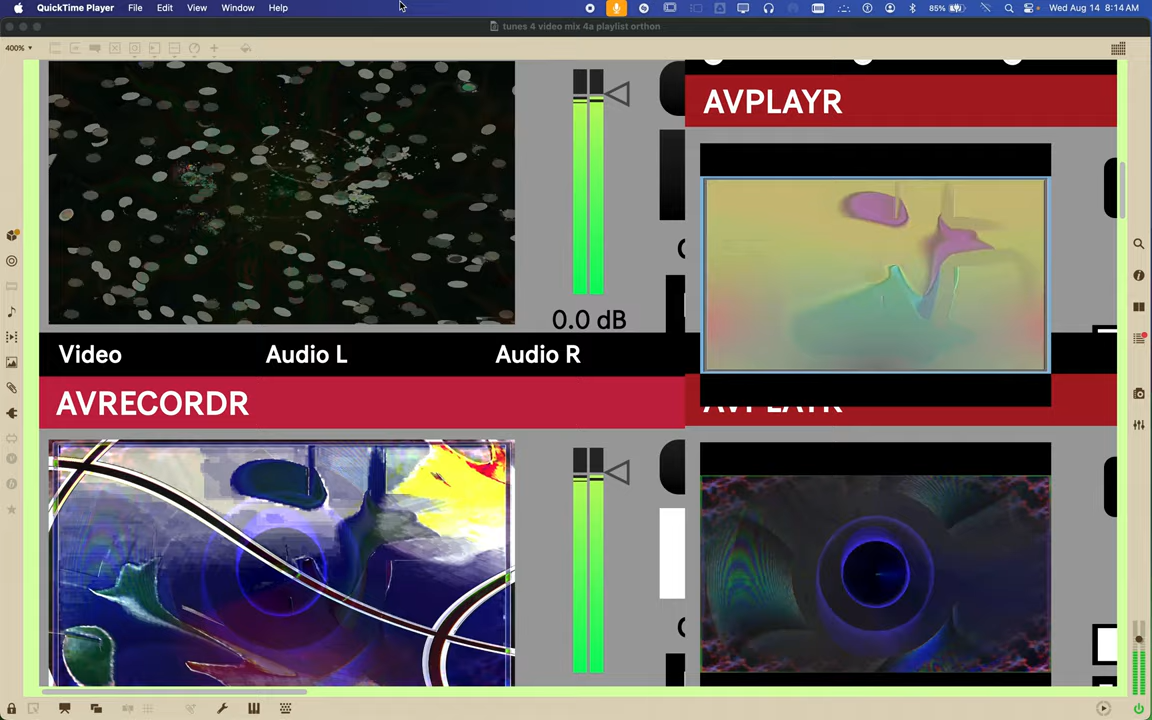 QuickTime Player File Edit View Window Help 85% Wed Aug 14 8:14 AM
tunes 4 video mix 4a playlist orthon
400%
AVPLAYR
0.0 dB
Video Audio L Audio R
AVRECORDR
AVPLAYR